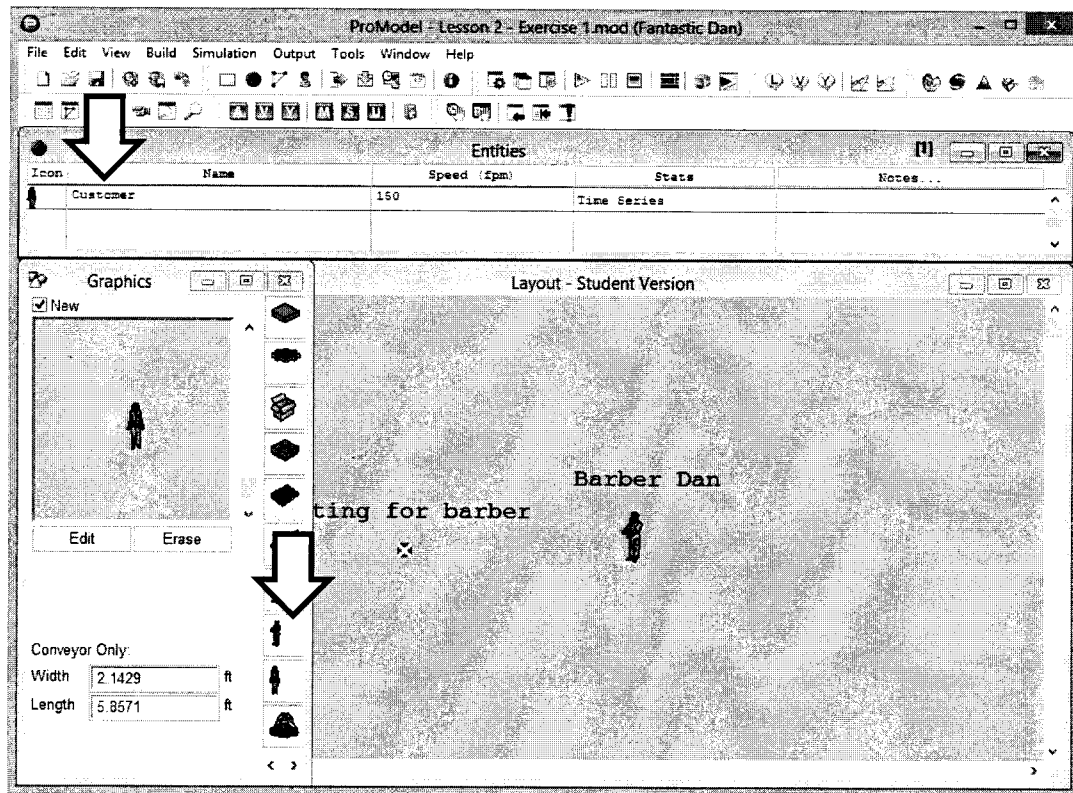 ProModel - Lesson 2 - Exercise 1.mod (Fantastic Dan)
File Edit View Build Simulation Output Tools Window Help
Entities
[1]
Icon Name Speed (fpm) Stats Notes...
Customer 150 Time Series
Graphics
New
Edit Erase
Conveyor Only:
Width 2.1429 ft
Length 5.8571 ft
Layout - Student Version
Barber Dan
ting for barber